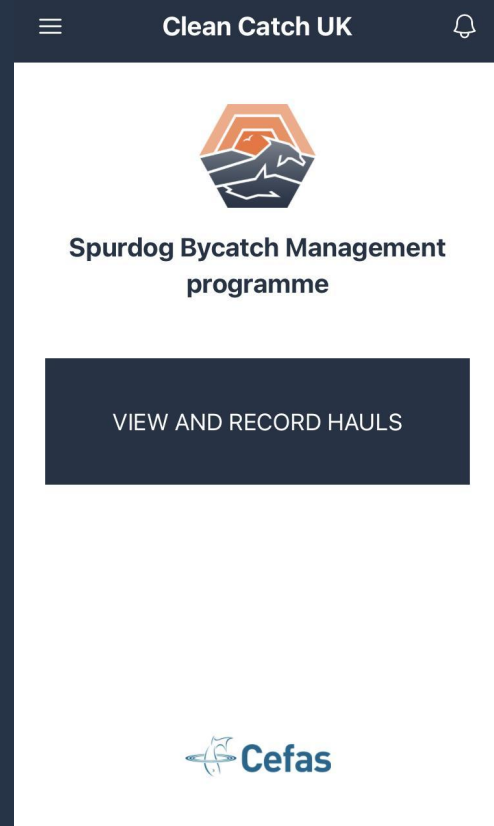 Clean Catch UK
Spurdog Bycatch Management
programme
VIEW AND RECORD HAULS
Cefas